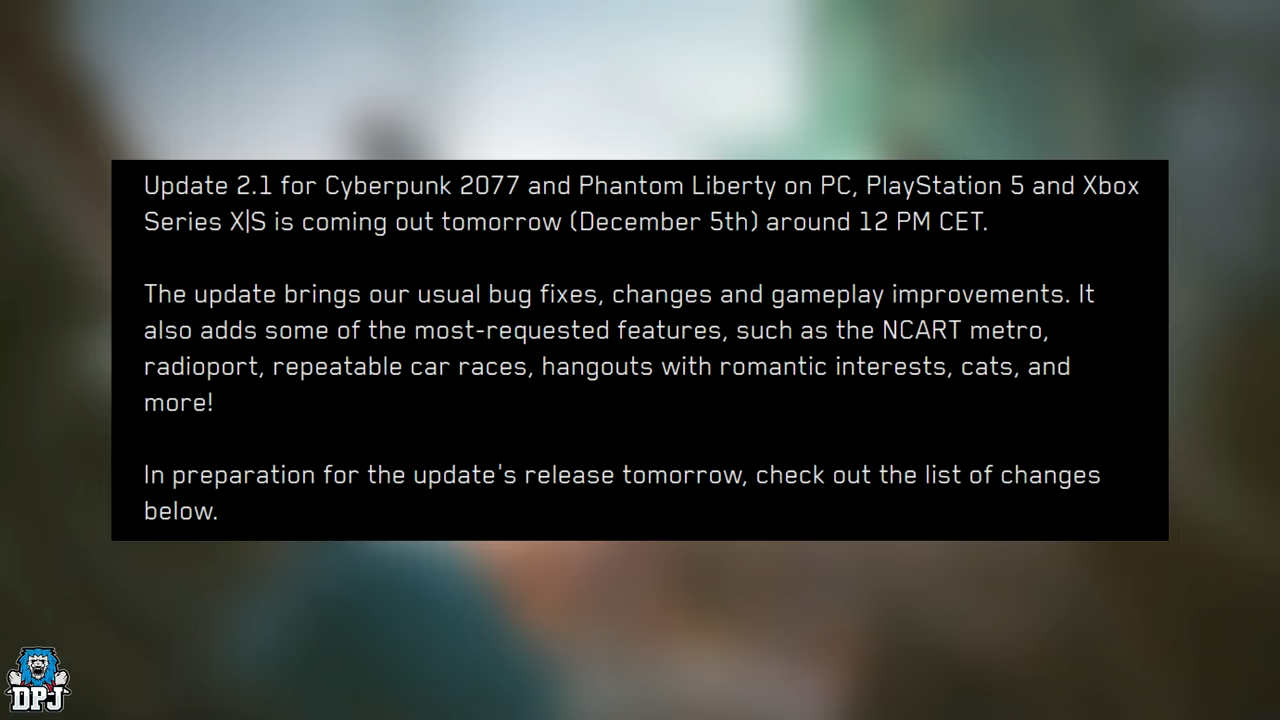 Update 2.1 for Cyberpunk 2077 and Phantom Liberty on PC, PlayStation 5 and Xbox
Series X|S is coming out tomorrow (December 5th) around 12 PM CET.
The update brings our usual bug fixes, changes and gameplay improvements. It
also adds some of the most-requested features, such as the NCART metro,
radioport, repeatable car races, hangouts with romantic interests, cats, and
more!
In preparation for the update's release tomorrow, check out the list of changes
below.
DPJ